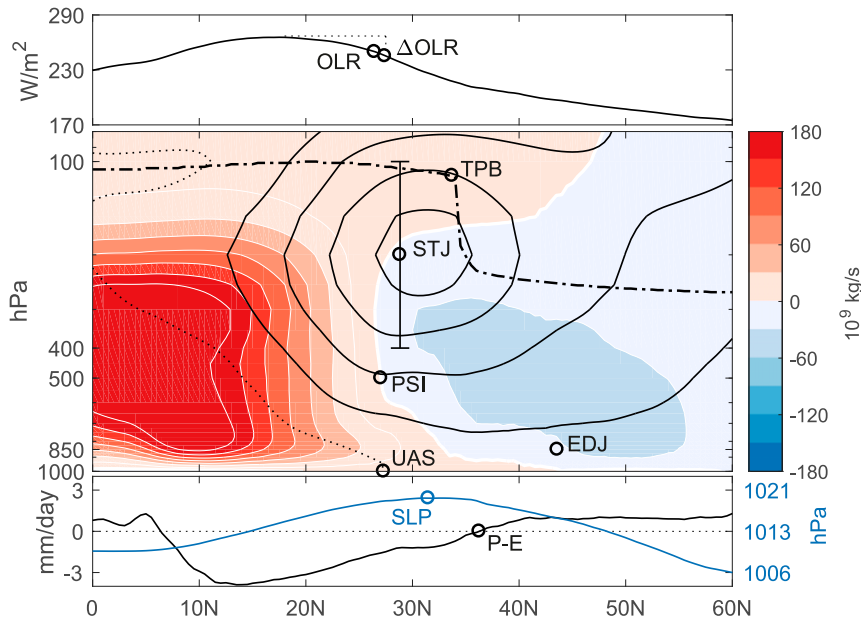 290
230
170
W/m²
OLR
ΔOLR
100
400
500
850
1000
hPa
TPB
STJ
PSI
EDJ
UAS
180
120
60
0
-60
-120
-180
10⁹ kg/s
3
0
-3
mm/day
SLP
P-E
1021
1013
1006
hPa
0 10N 20N 30N 40N 50N 60N